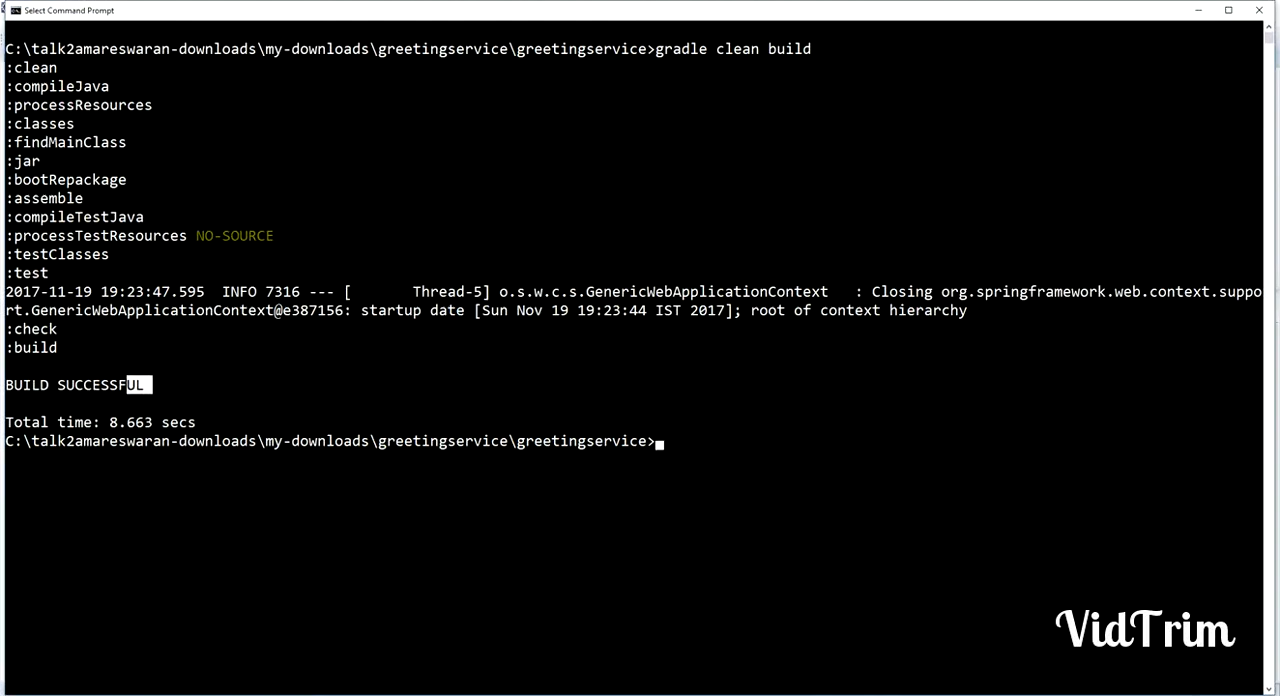 Select Command Prompt
C:\talk2amareswaran-downloads\my-downloads\greetingservice\greetingservice>gradle clean build
:clean
:compileJava
:processResources
:classes
:findMainClass
:jar
:bootRepackage
:assemble
:compileTestJava
:processTestResources NO-SOURCE
:testClasses
:test
2017-11-19 19:23:47.595  INFO 7316 --- [       Thread-5] o.s.w.c.s.GenericWebApplicationContext   : Closing org.springframework.web.context.suppo
rt.GenericWebApplicationContext@e387156: startup date [Sun Nov 19 19:23:44 IST 2017]; root of context hierarchy
:check
:build
BUILD SUCCESSFUL
Total time: 8.663 secs
C:\talk2amareswaran-downloads\my-downloads\greetingservice\greetingservice>
VidTrim